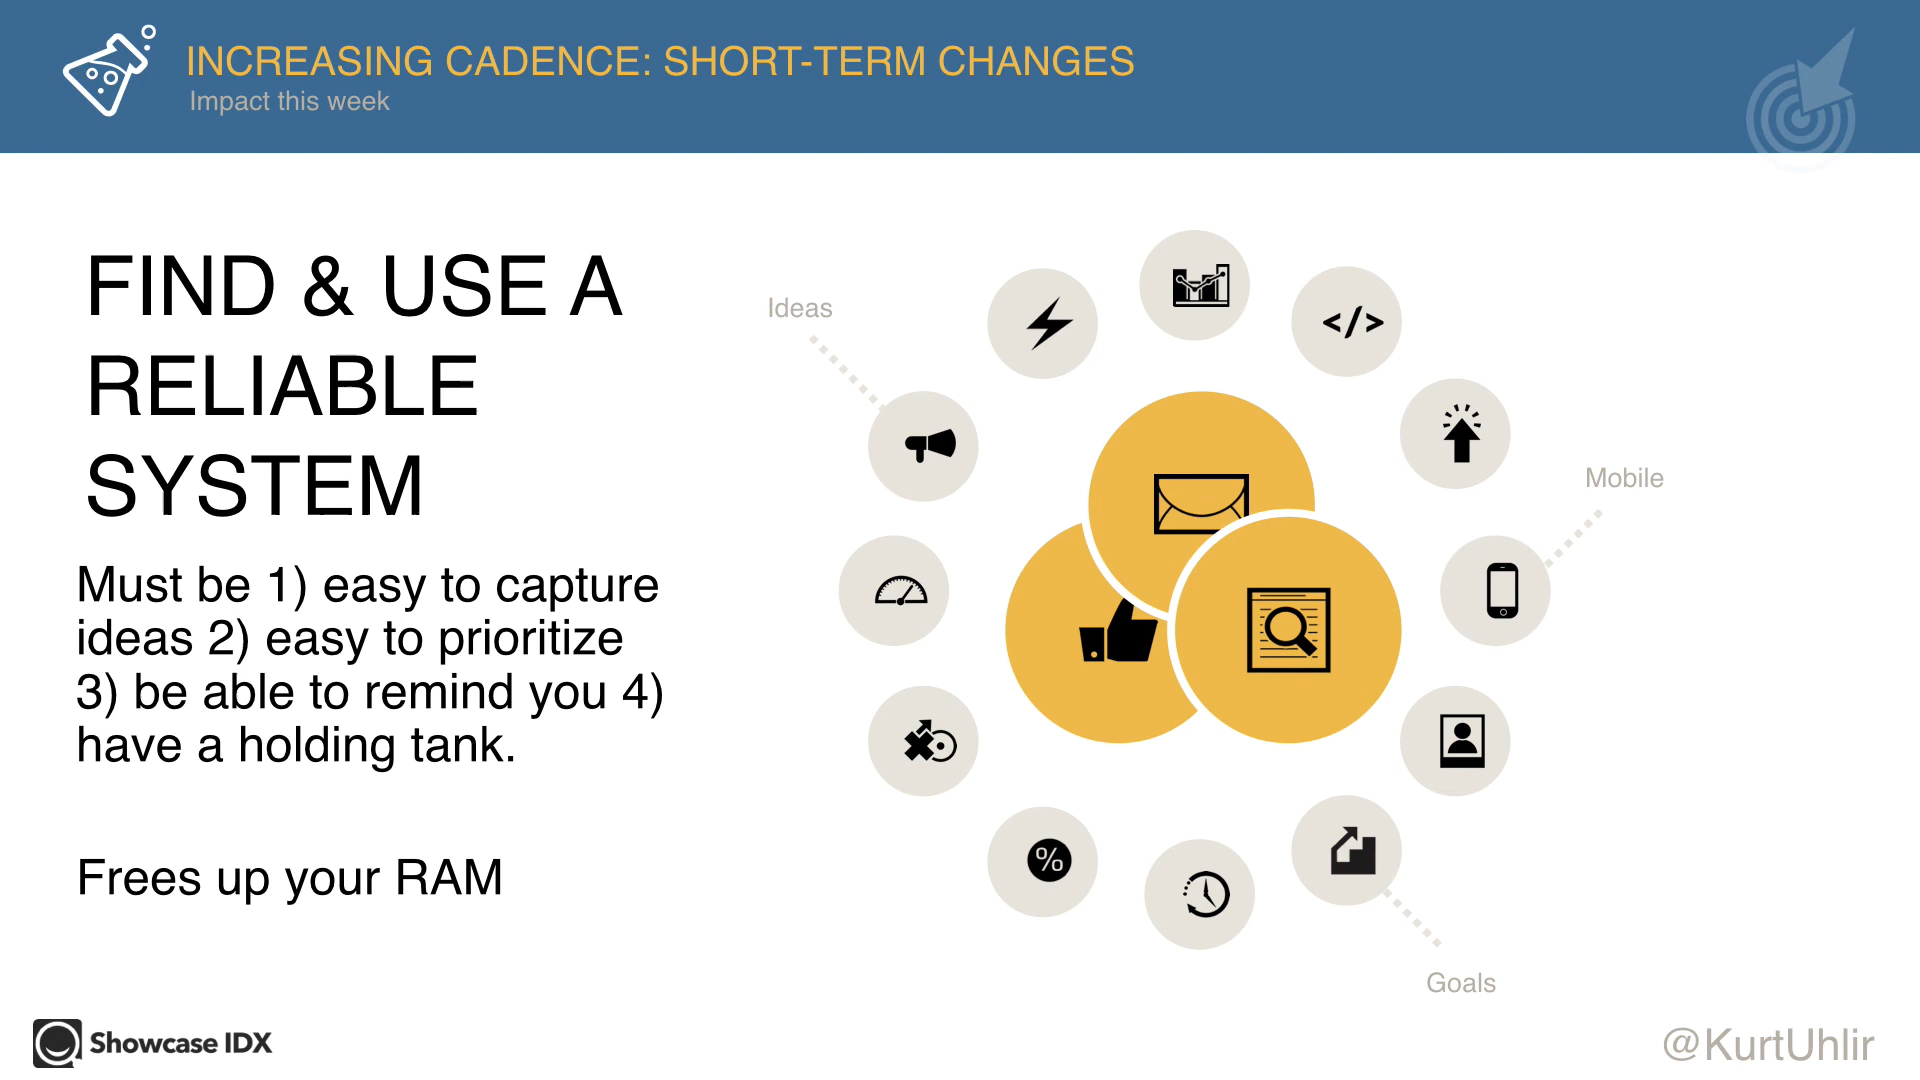 INCREASING CADENCE: SHORT-TERM CHANGES
Impact this week
FIND & USE A
RELIABLE
SYSTEM
Must be 1) easy to capture
ideas 2) easy to prioritize
3) be able to remind you 4)
have a holding tank.
Frees up your RAM
Ideas
</>
Mobile
%
Goals
Showcase IDX
@KurtUhlir